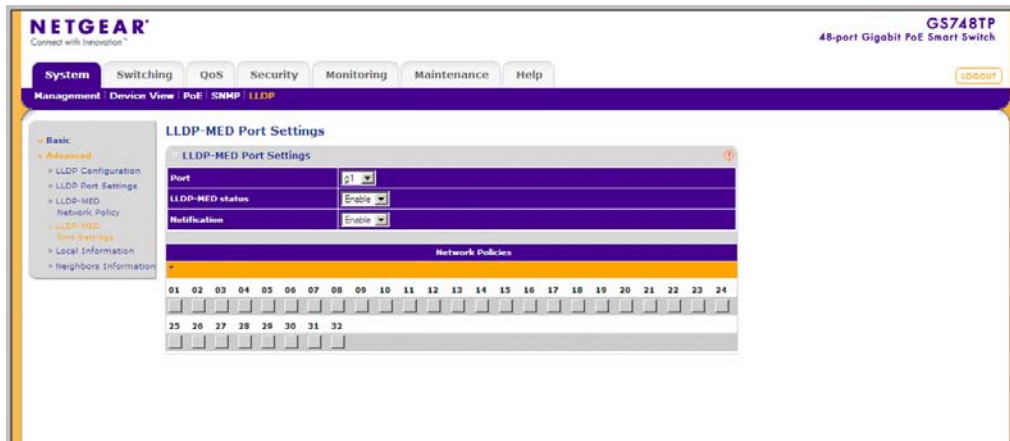 NETGEAR®
Connect with Innovation™
GS748TP
48-port Gigabit PoE Smart Switch
System Switching QoS Security Monitoring Maintenance Help
LOGOUT
Management Device View PoE SNMP LLDP
Basic
Advanced
LLDP Configuration
LLDP Port Settings
LLDP-MED
Network Policy
LLDP-MED
Port Settings
Local Information
Neighbors Information
LLDP-MED Port Settings
LLDP-MED Port Settings
Port g1
LLDP-MED status Enable
Notification Enable
Network Policies
01 02 03 04 05 06 07 08 09 10 11 12 13 14 15 16 17 18 19 20 21 22 23 24
25 26 27 28 29 30 31 32